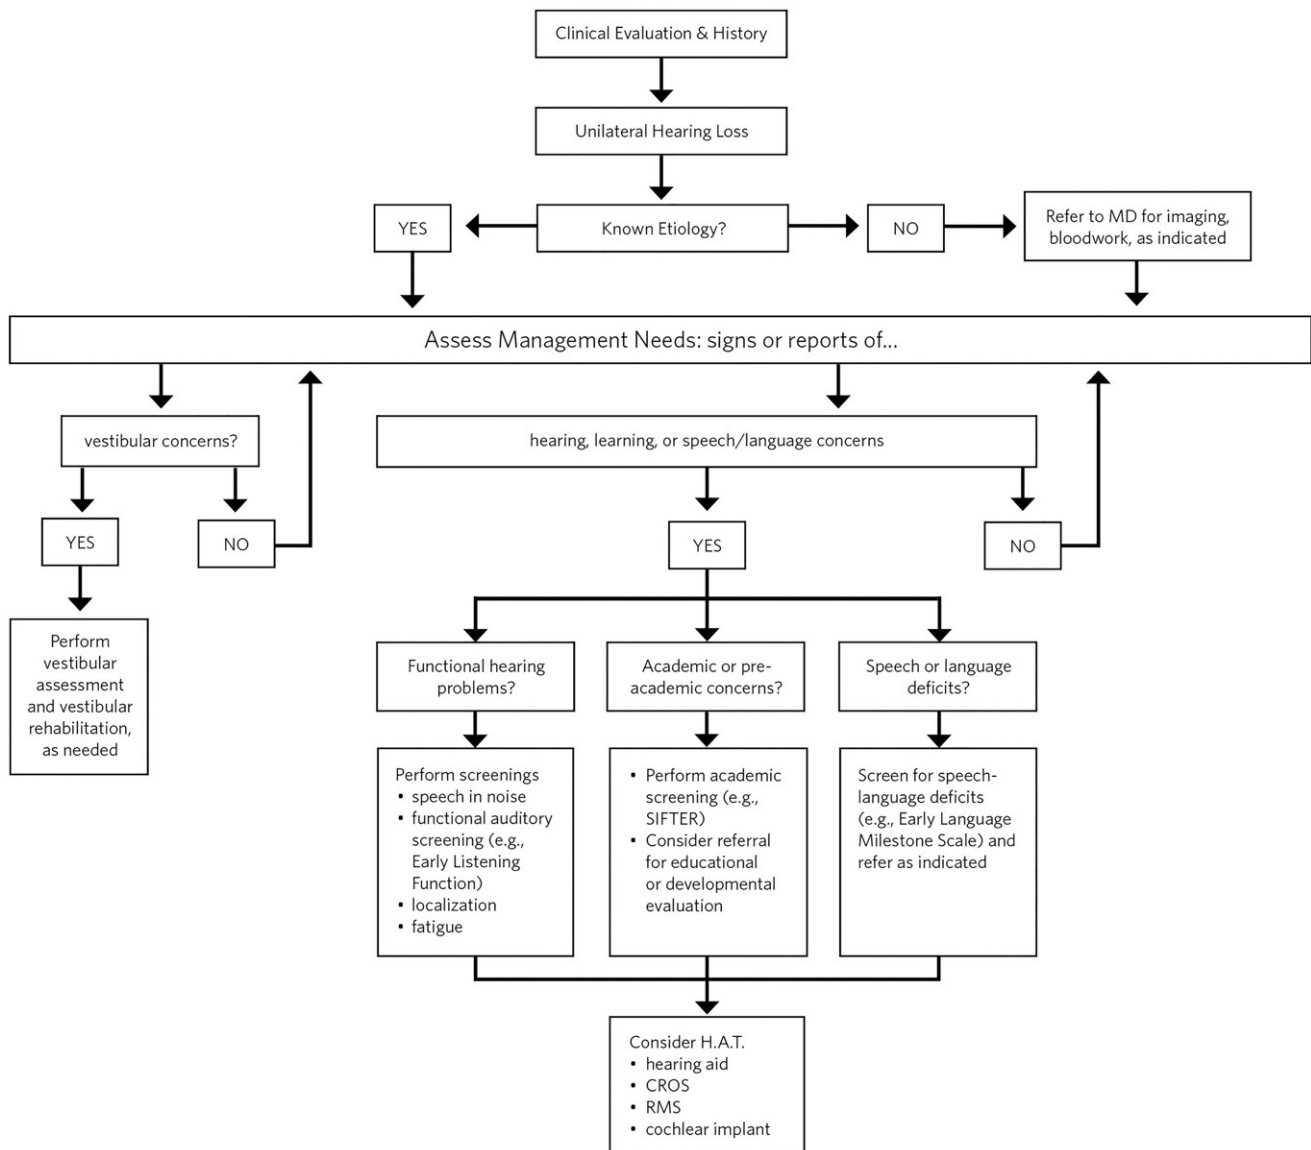 Clinical Evaluation & History
Unilateral Hearing Loss
YES
Known Etiology?
NO
Refer to MD for imaging,
bloodwork, as indicated
Assess Management Needs: signs or reports of...
vestibular concerns?
hearing, learning, or speech/language concerns
YES
NO
YES
NO
Perform
vestibular
assessment
and vestibular
rehabilitation,
as needed
Functional hearing
problems?
Academic or pre-
academic concerns?
Speech or language
deficits?
Perform screenings
• speech in noise
• functional auditory
screening (e.g.,
Early Listening
Function)
• localization
• fatigue
• Perform academic
screening (e.g.,
SIFTER)
• Consider referral
for educational
or developmental
evaluation
Screen for speech-
language deficits
(e.g., Early Language
Milestone Scale) and
refer as indicated
Consider H.A.T.
• hearing aid
• CROS
• RMS
• cochlear implant